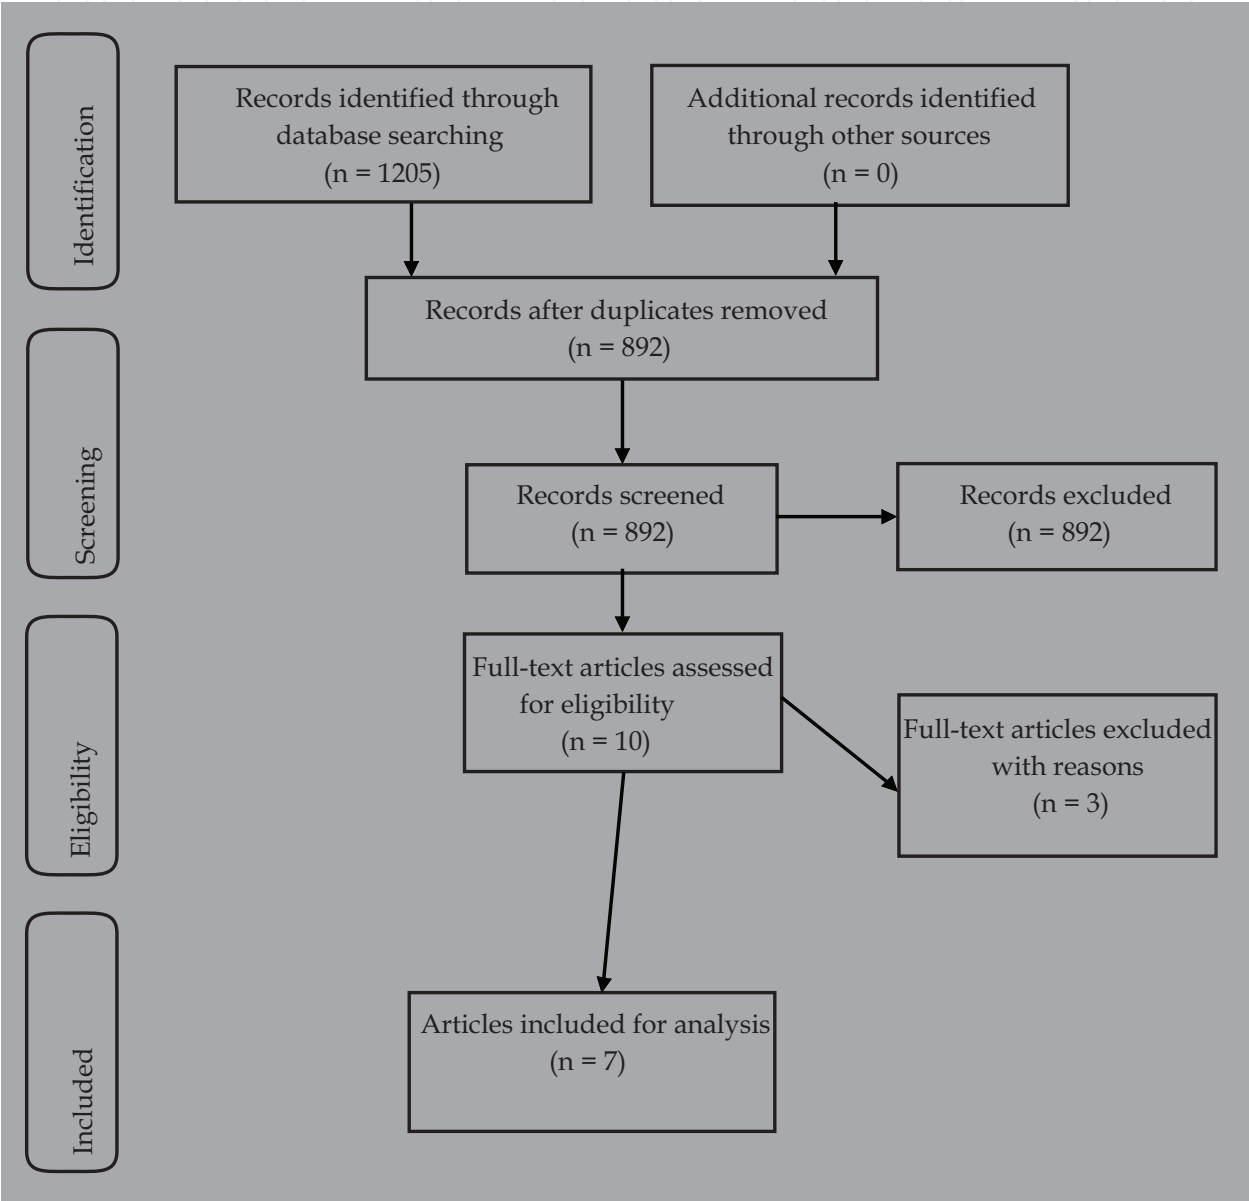 Identification
Records identified through
database searching
(n = 1205)
Additional records identified
through other sources
(n = 0)
Records after duplicates removed
(n = 892)
Screening
Records screened
(n = 892)
Records excluded
(n = 892)
Eligibility
Full-text articles assessed
for eligibility
(n = 10)
Full-text articles excluded
with reasons
(n = 3)
Included
Articles included for analysis
(n = 7)